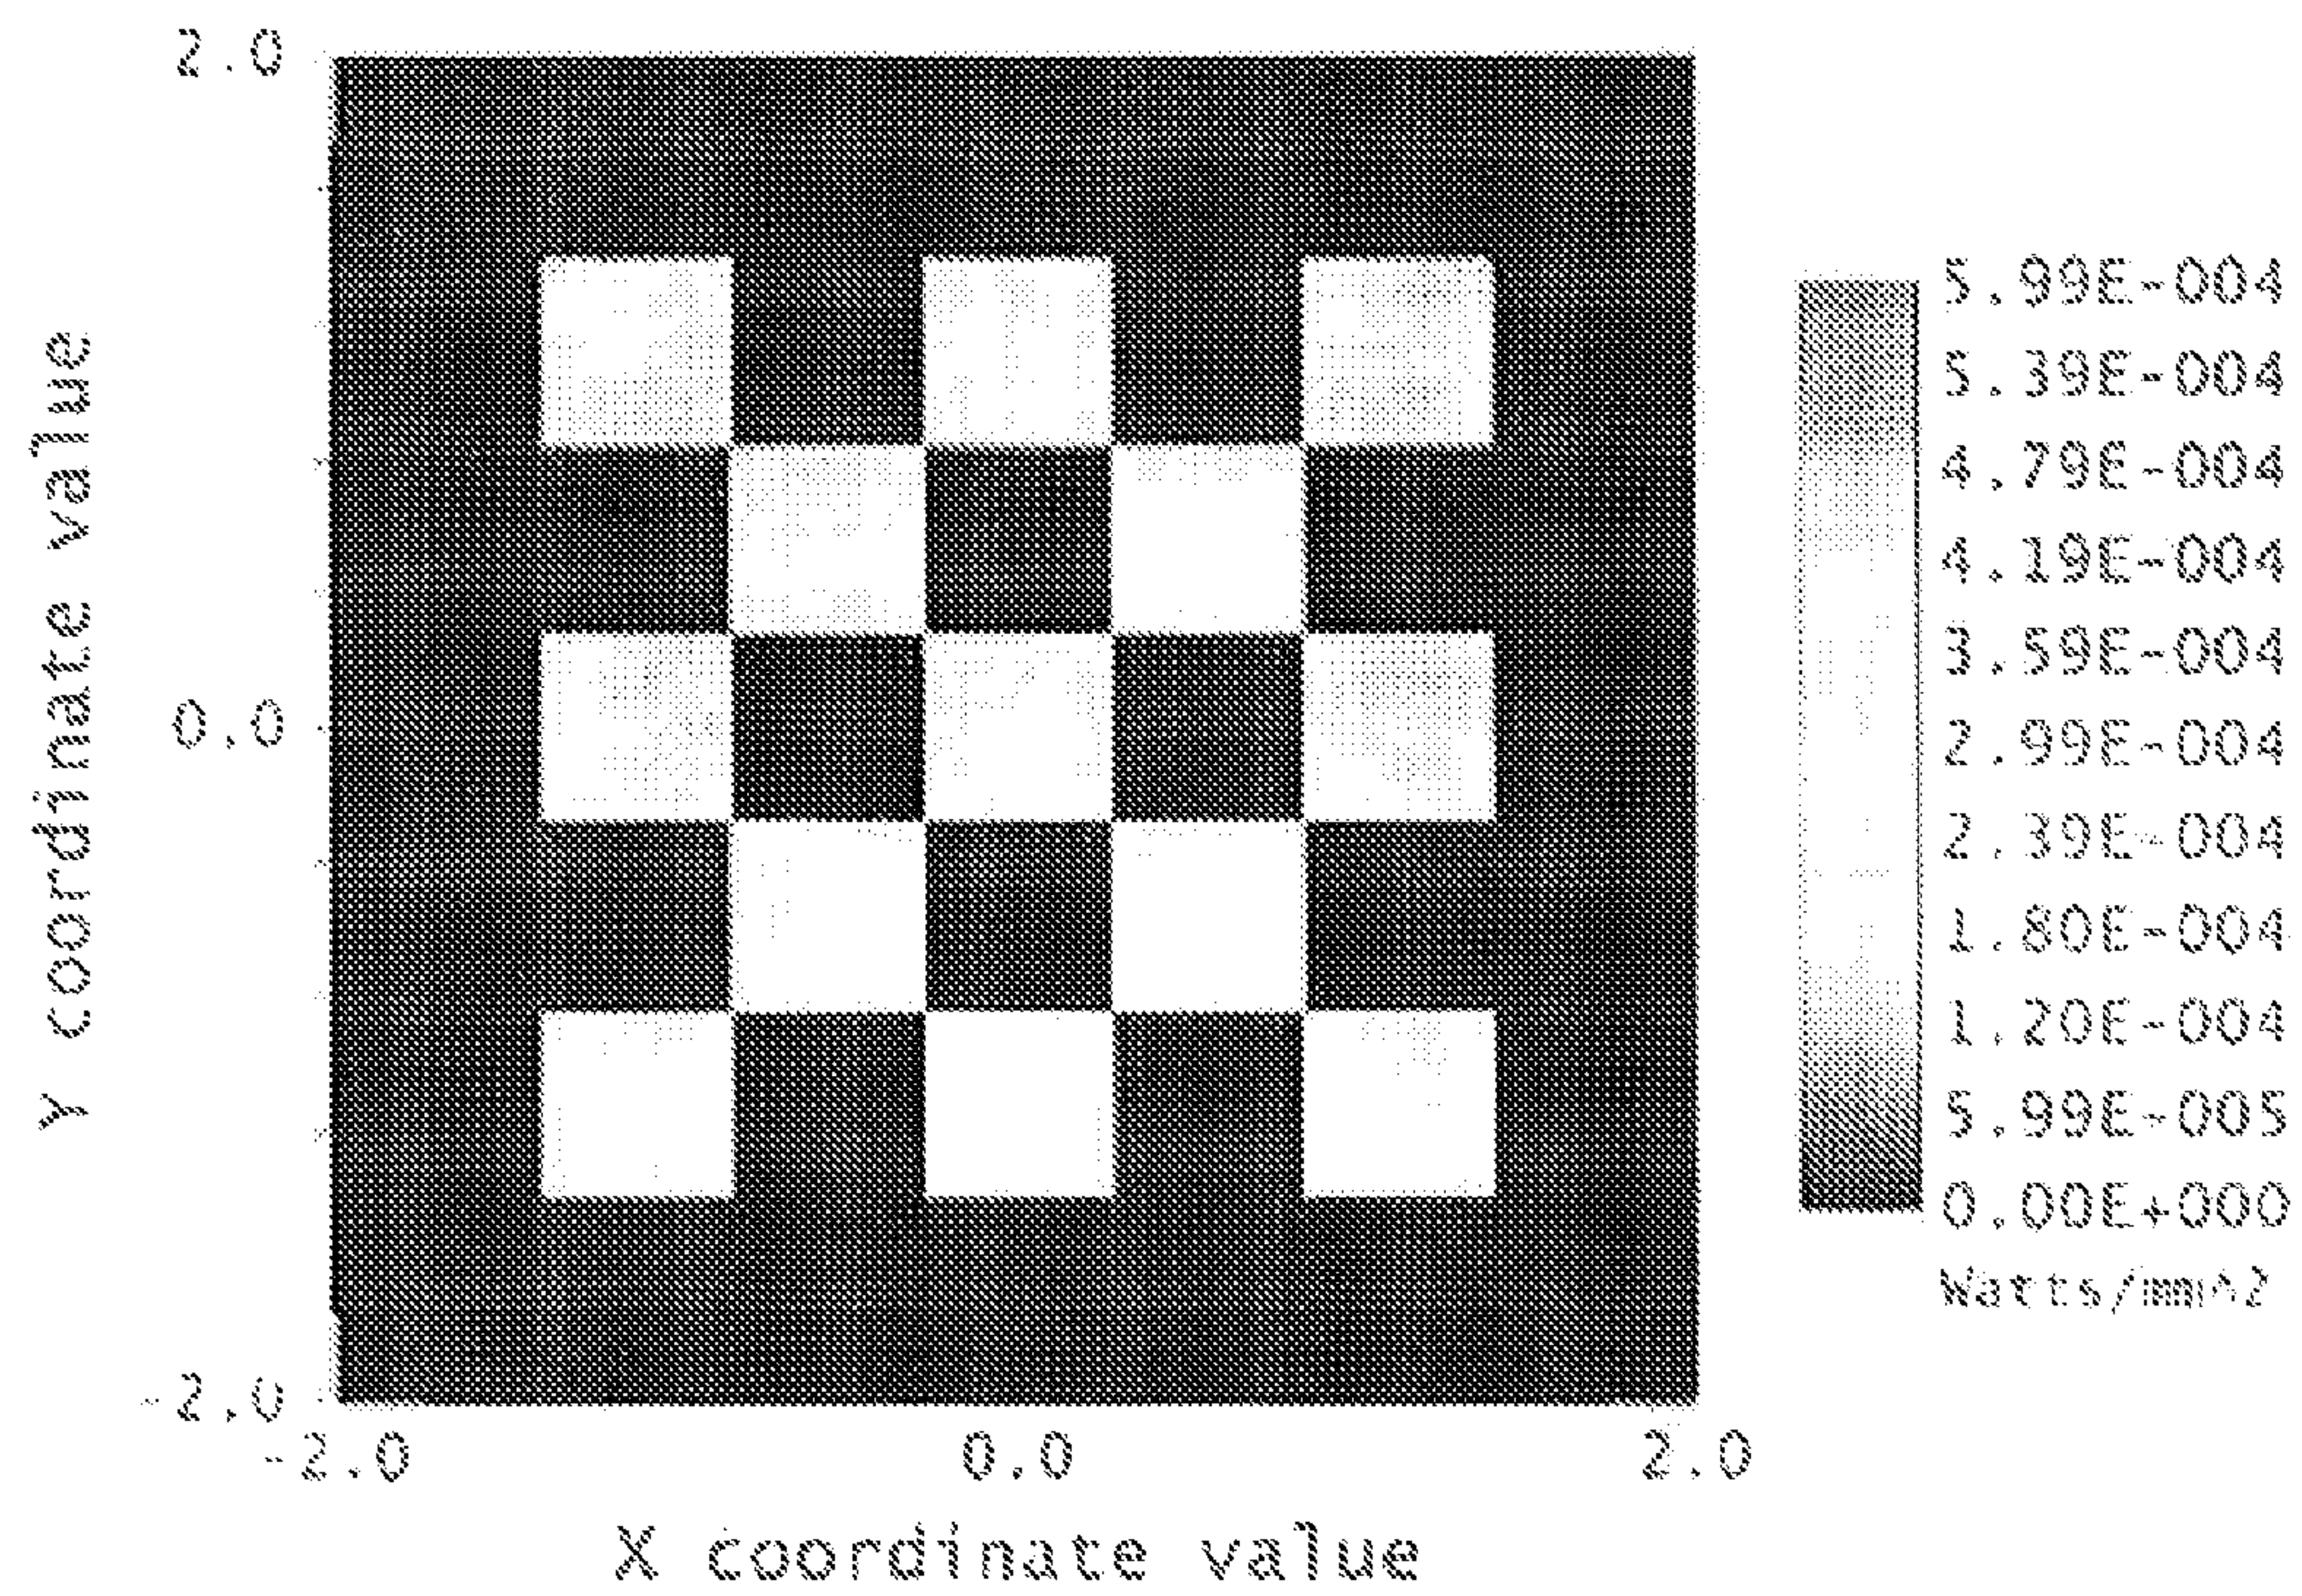 2.0
0.0
-2.0
Y coordinate value
-2.0 0.0 2.0
X coordinate value
5.99E-004
5.39E-004
4.79E-004
4.19E-004
3.59E-004
2.99E-004
2.39E-004
1.80E-004
1.20E-004
5.99E-005
0.00E+000
Watts/mm^2